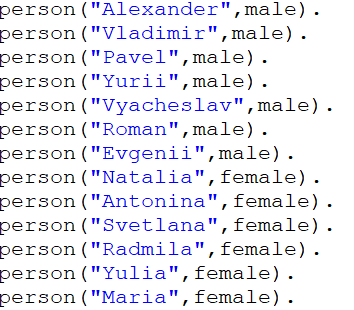 person("Alexander",male).
person("Vladimir",male).
person("Pavel",male).
person("Yurii",male).
person("Vyacheslav",male).
person("Roman",male).
person("Evgenii",male).
person("Natalia",female).
person("Antonina",female).
person("Svetlana",female).
person("Radmila",female).
person("Yulia",female).
person("Maria",female).